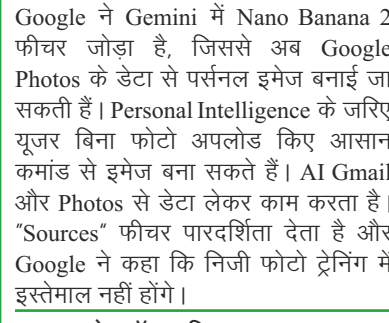 Google ने Gemini में Nano Banana 2
फीचर जोड़ा है, जिससे अब Google
Photos के डेटा से पर्सनल इमेज बनाई जा
सकती हैं। Personal Intelligence के जरिए
यूजर बिना फोटो अपलोड किए आसान
कमांड से इमेज बना सकते हैं। AI Gmail
और Photos से डेटा लेकर काम करता है।
"Sources" फीचर पारदर्शिता देता है और
Google ने कहा कि निजी फोटो ट्रेनिंग में
इस्तेमाल नहीं होंगे।